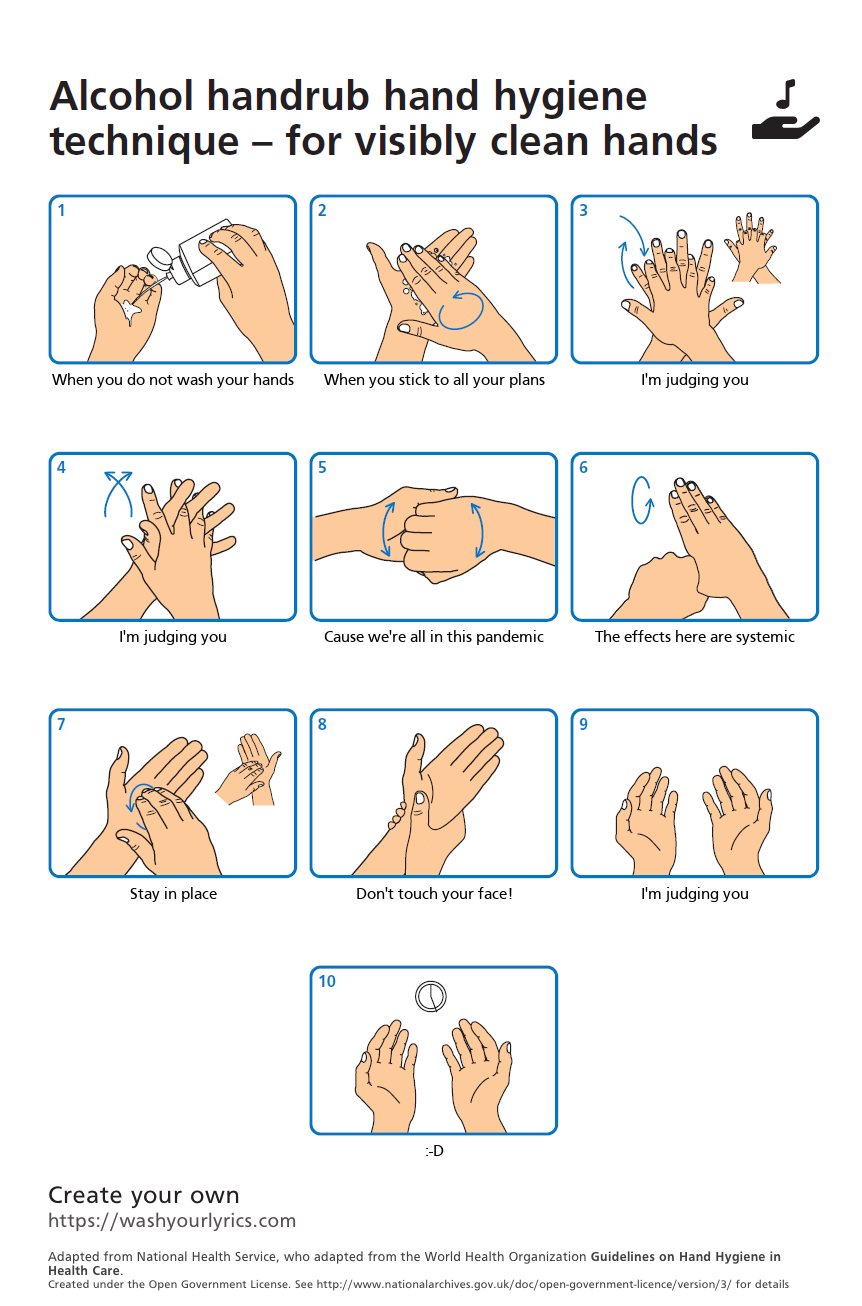 Alcohol handrub hand hygiene
technique – for visibly clean hands
1
When you do not wash your hands
2
When you stick to all your plans
3
I'm judging you
4
I'm judging you
5
Cause we're all in this pandemic
6
The effects here are systemic
7
Stay in place
8
Don't touch your face!
9
I'm judging you
10
:-D
Create your own
https://washyourlyrics.com
Adapted from National Health Service, who adapted from the World Health Organization Guidelines on Hand Hygiene in
Health Care.
Created under the Open Government License. See http://www.nationalarchives.gov.uk/doc/open-government-licence/version/3/ for details